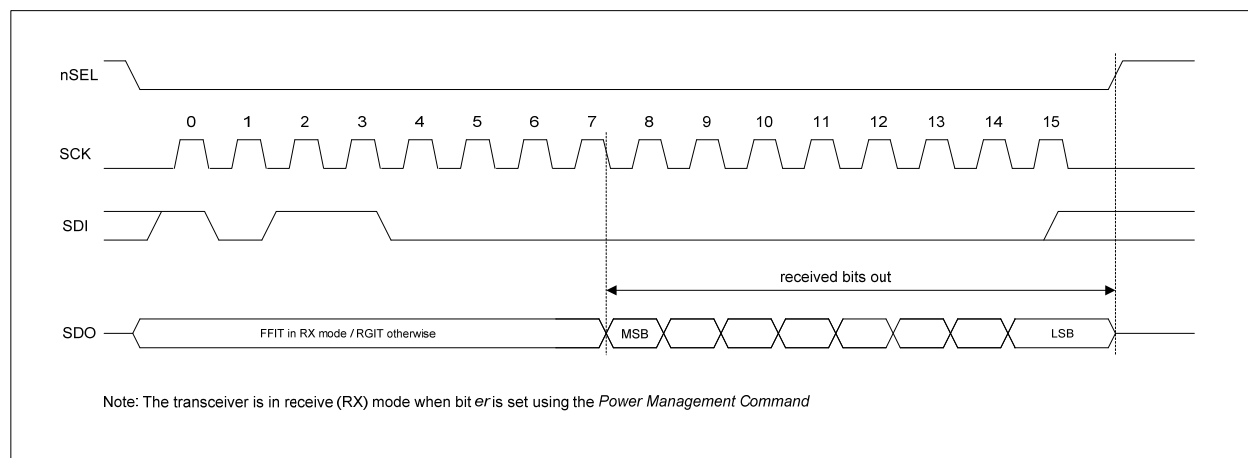 nSEL
0 1 2 3 4 5 6 7 8 9 10 11 12 13 14 15
SCK
SDI
received bits out
SDO
FFIT in RX mode / RGIT otherwise
MSB
LSB
Note: The transceiver is in receive (RX) mode when bit er is set using the Power Management Command